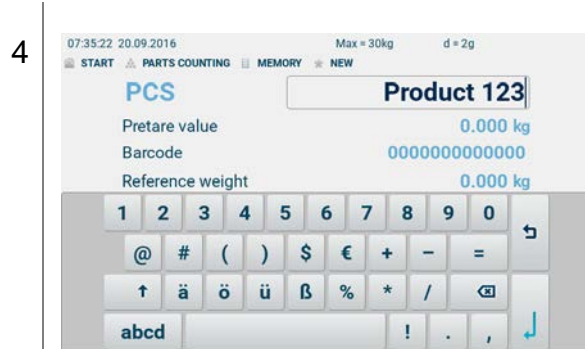 4
07:35:22 20.09.2016 Max = 30kg d = 2g
START PARTS COUNTING MEMORY NEW
PCS Product 123
Pretare value 0.000 kg
Barcode 0000000000000
Reference weight 0.000 kg
1 2 3 4 5 6 7 8 9 0
@ # ( ) $ € + − =
ä ö ü ß % * /
abcd ! . ,